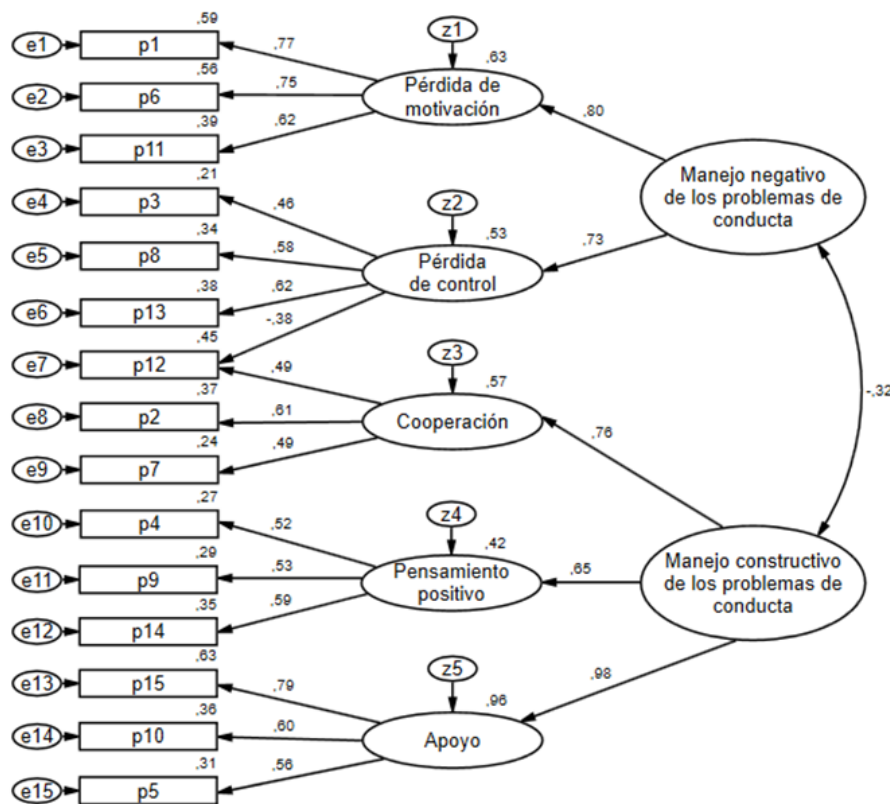 ,59
e1 p1 ,77
z1 ,63
,56
e2 p6 ,75
Pérdida de
motivación
,80
,39
e3 p11 ,62
,21
e4 p3 ,46
Manejo negativo
de los problemas de
conducta
z2 ,53
,34
e5 p8 ,58
Pérdida
de control
,73
,38
e6 p13 ,62
-,38
,45
e7 p12 ,49
z3 ,57
-,32
,37
e8 p2 ,61
Cooperación
,76
,24
e9 p7 ,49
,27
e10 p4 ,52
z4 ,42
,29
e11 p9 ,53
Pensamiento
positivo
,65
Manejo constructivo
de los problemas de
conducta
,35
e12 p14 ,59
,63
e13 p15 ,79
z5 ,96
,98
,36
e14 p10 ,60
Apoyo
,31
e15 p5 ,56